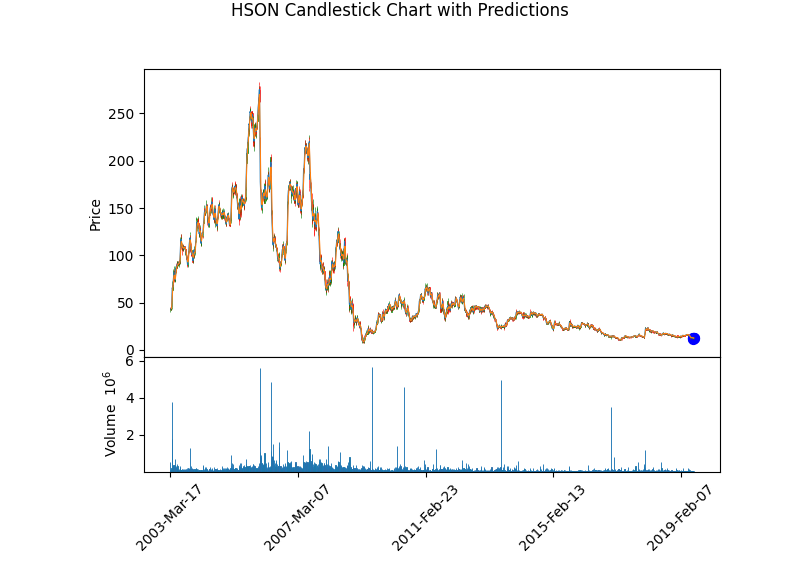 HSON Candlestick Chart with Predictions
250
200
150
100
50
0
Price
6
4
2
Volume 10^6
2003-Mar-17
2007-Mar-07
2011-Feb-23
2015-Feb-13
2019-Feb-07